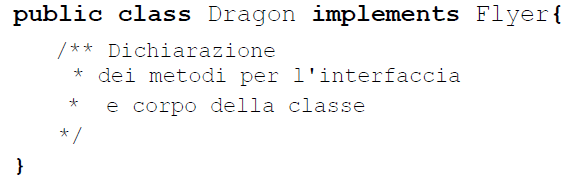 public class Dragon implements Flyer{
/** Dichiarazione
* dei metodi per l'interfaccia
* e corpo della classe
*/
}